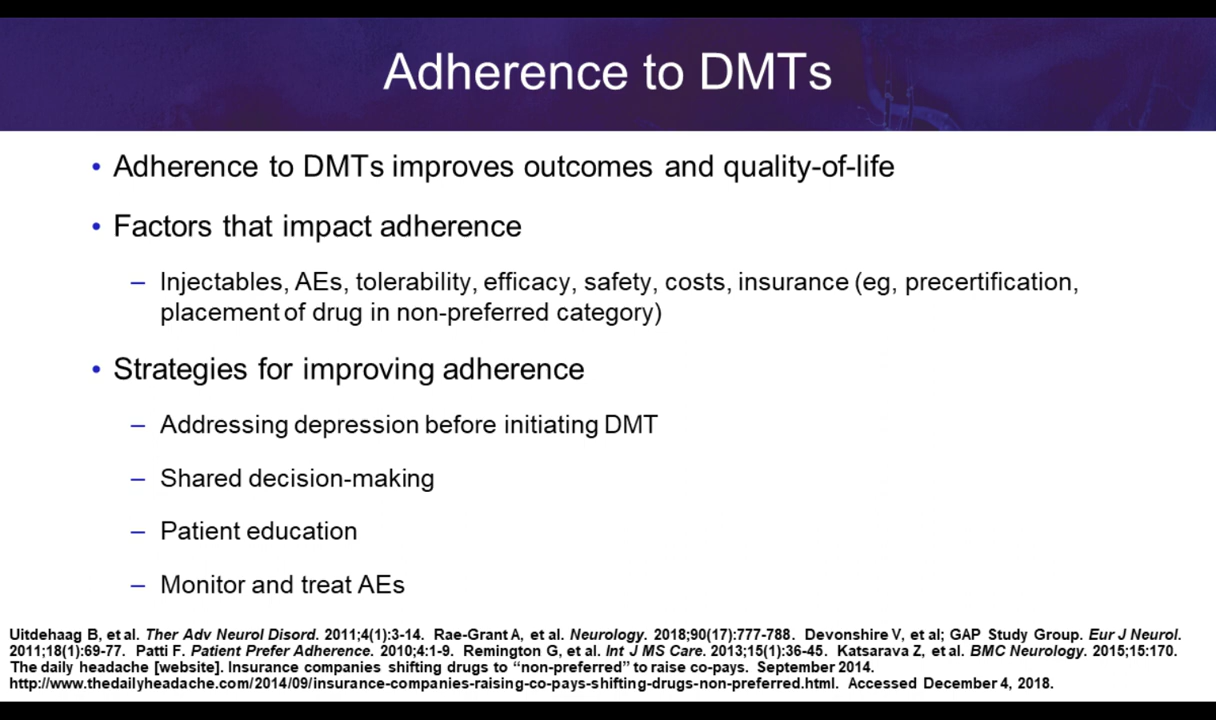 Adherence to DMTs
• Adherence to DMTs improves outcomes and quality-of-life
• Factors that impact adherence
– Injectables, AEs, tolerability, efficacy, safety, costs, insurance (eg, precertification,
placement of drug in non-preferred category)
• Strategies for improving adherence
– Addressing depression before initiating DMT
– Shared decision-making
– Patient education
– Monitor and treat AEs
Uitdehaag B, et al. Ther Adv Neurol Disord. 2011;4(1):3-14. Rae-Grant A, et al. Neurology. 2018;90(17):777-788. Devonshire V, et al; GAP Study Group. Eur J Neurol.
2011;18(1):69-77. Patti F. Patient Prefer Adherence. 2010;4:1-9. Remington G, et al. Int J MS Care. 2013;15(1):36-45. Katsarava Z, et al. BMC Neurology. 2015;15:170.
The daily headache [website]. Insurance companies shifting drugs to “non-preferred” to raise co-pays. September 2014.
http://www.thedailyheadache.com/2014/09/insurance-companies-raising-co-pays-shifting-drugs-non-preferred.html. Accessed December 4, 2018.